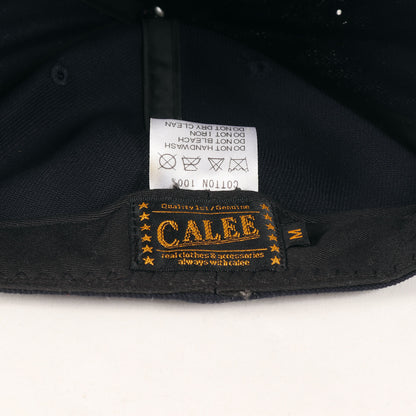 DO NOT DRY CLEAN
DO NOT IRON
DO NOT BLEACH
DO NOT HANDWASH
COTTON 100%
Quality 1st/Genuine
CALEE
real clothes & accessories
always with calee
M